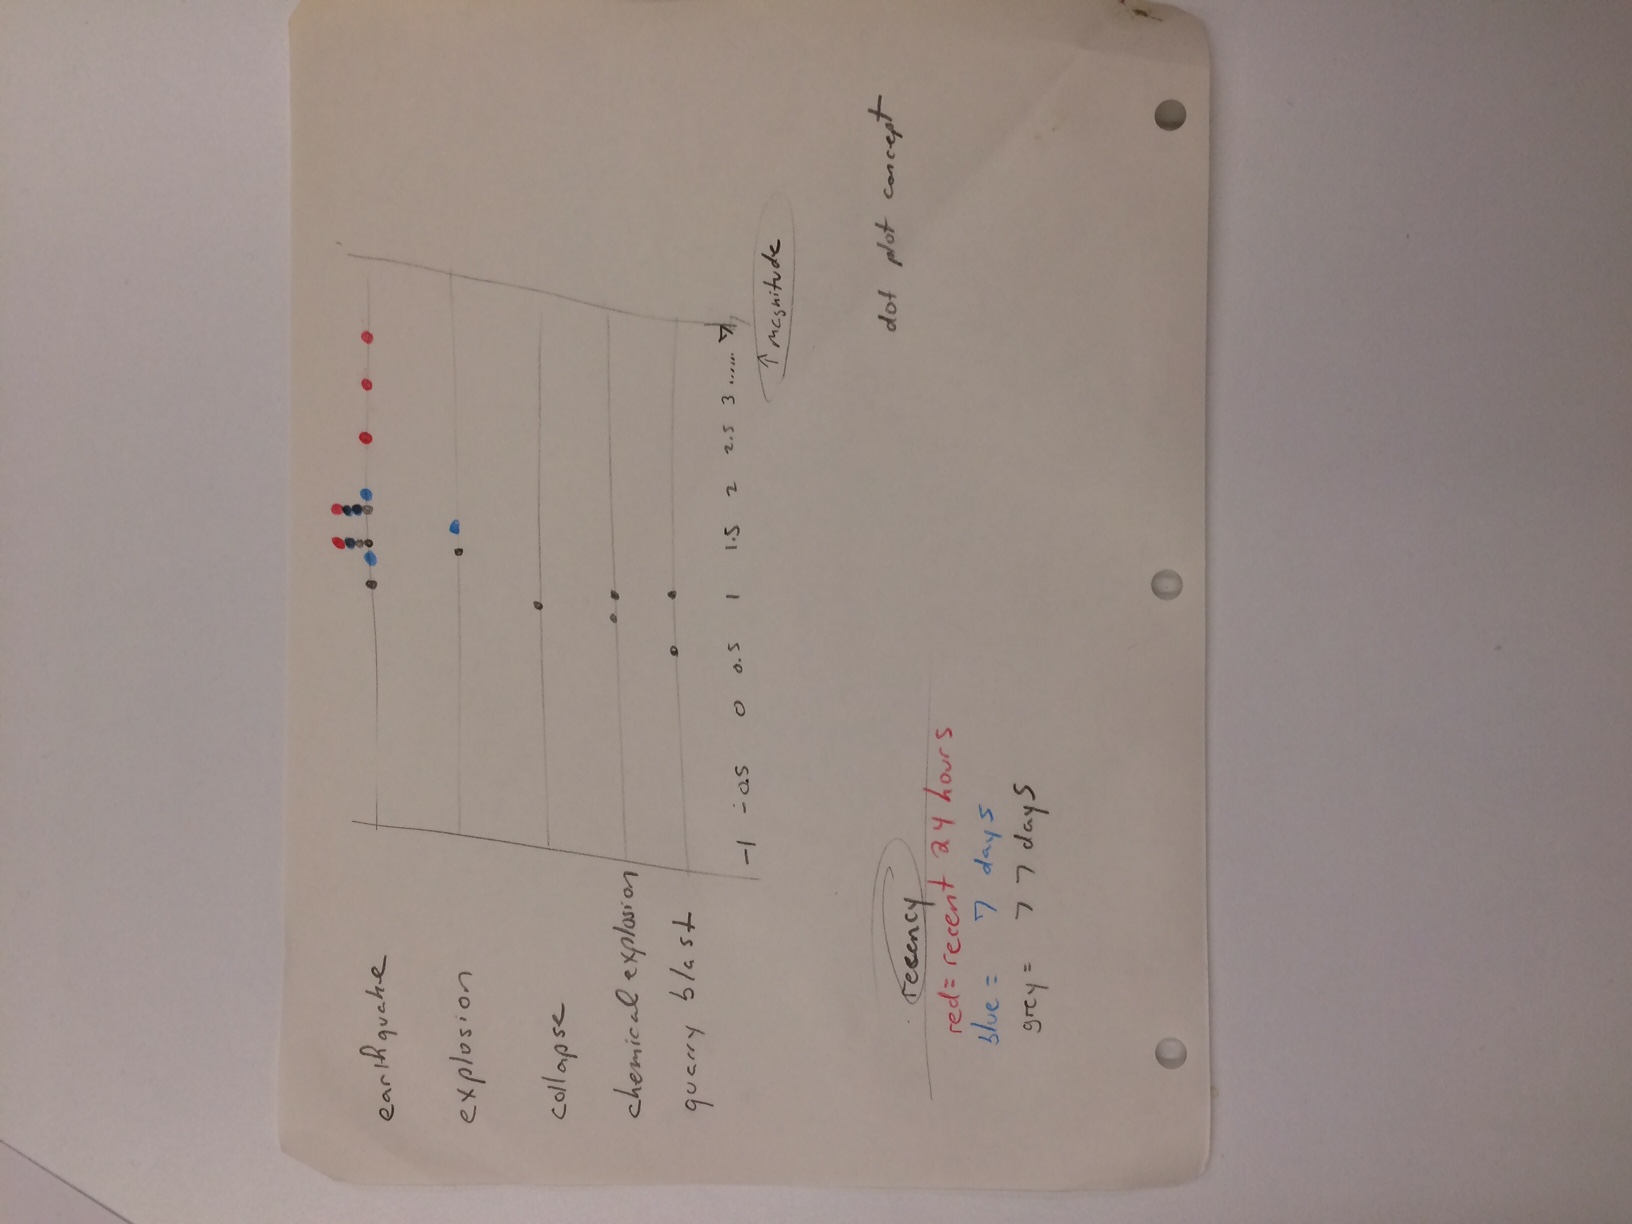 earthquake
explosion
collapse
chemical explosion
quarry blast
-1 -0.5 0 0.5 1 1.5 2 2.5 3 ..... 7
↑ magnitude
dot plot concept
recency
red = recent 24 hours
blue = 7 days
grey = > 7 days